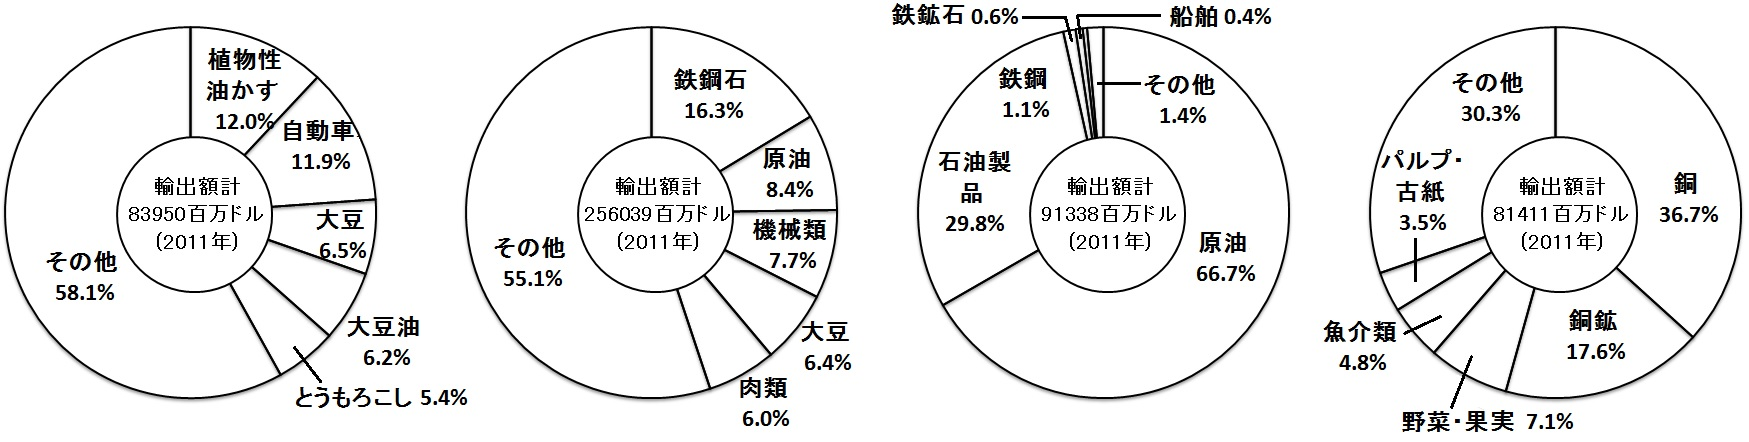 植物性
油かす
12.0%
自動車
11.9%
大豆
6.5%
大豆油
6.2%
とうもろこし 5.4%
その他
58.1%
輸出額計
83950百万ドル
(2011年)
鉄鋼石
16.3%
原油
8.4%
機械類
7.7%
大豆
6.4%
肉類
6.0%
その他
55.1%
輸出額計
256039百万ドル
(2011年)
鉄鉱石 0.6%
船舶 0.4%
鉄鋼
1.1%
その他
1.4%
石油製
品
29.8%
原油
66.7%
輸出額計
91338百万ドル
(2011年)
その他
30.3%
パルプ・
古紙
3.5%
魚介類
4.8%
野菜・果実 7.1%
銅鉱
17.6%
銅
36.7%
輸出額計
81411百万ドル
(2011年)